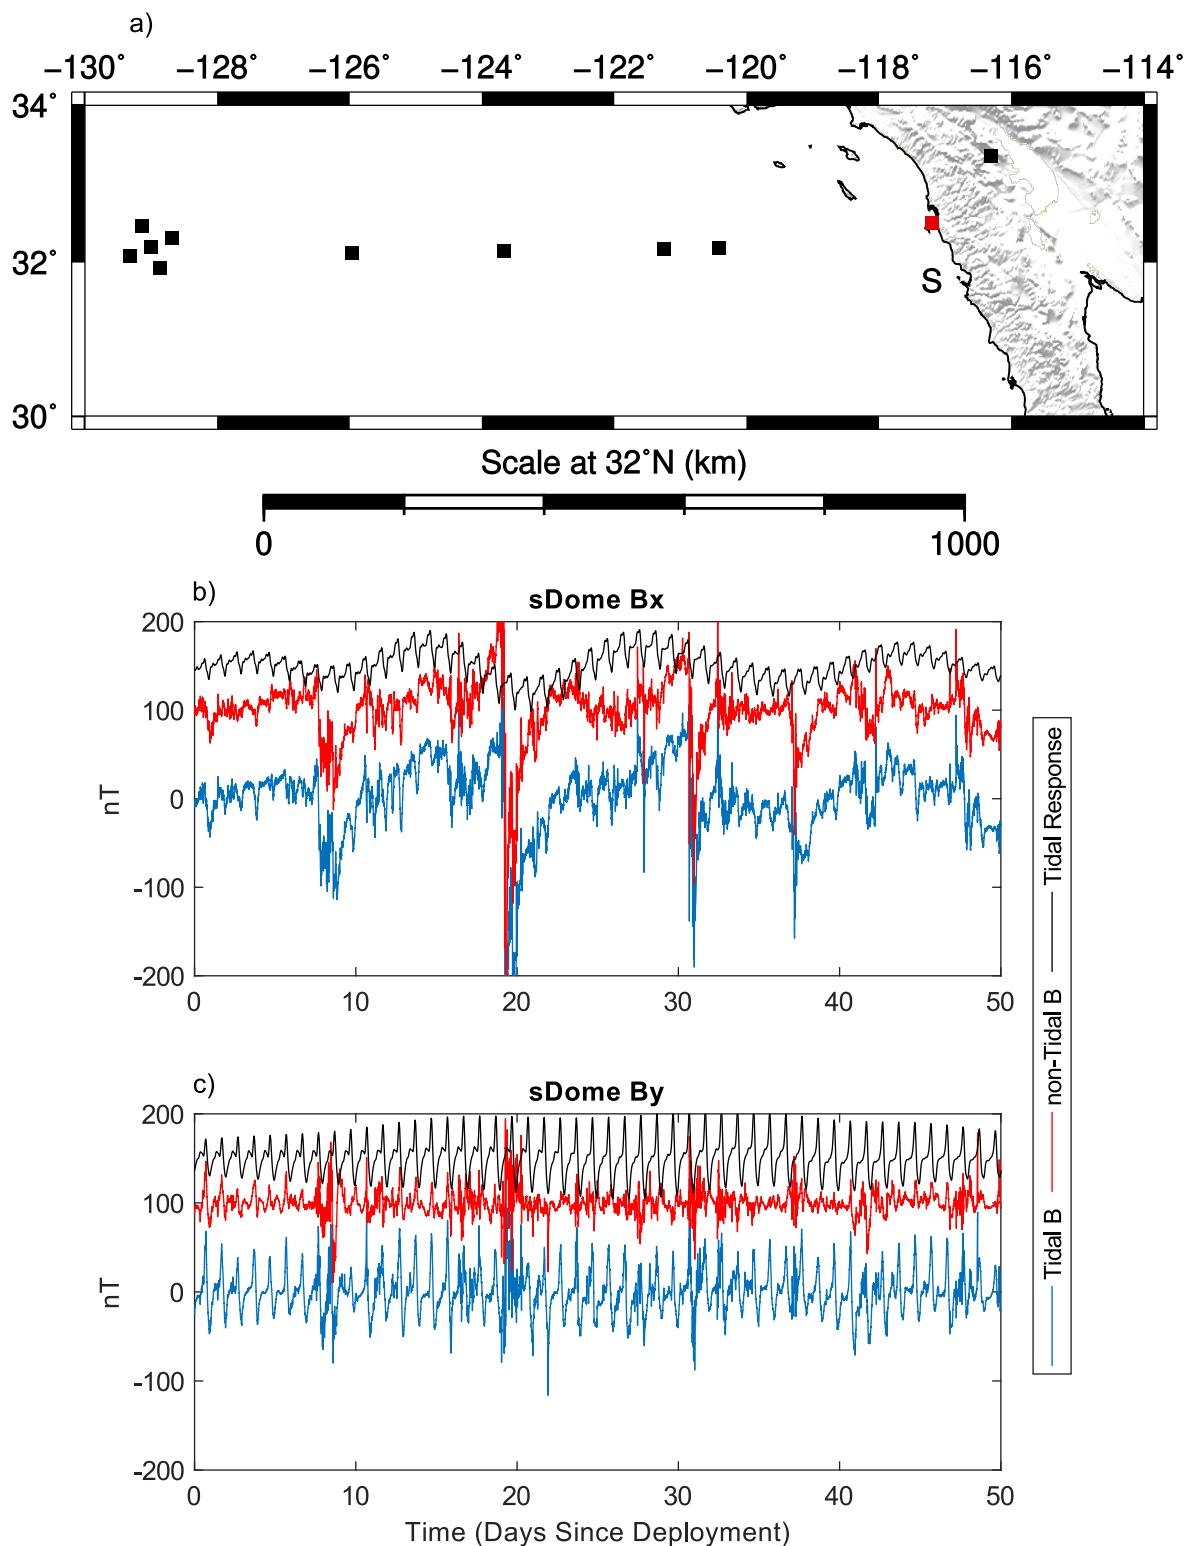 a)
−130˚ −128˚ −126˚ −124˚ −122˚ −120˚ −118˚ −116˚ −114˚
34˚
32˚
30˚
S
Scale at 32˚N (km)
0 1000
b)
sDome Bx
200
100
0
-100
-200
nT
0 10 20 30 40 50
c)
sDome By
200
100
0
-100
-200
nT
0 10 20 30 40 50
Time (Days Since Deployment)
Tidal B non-Tidal B Tidal Response